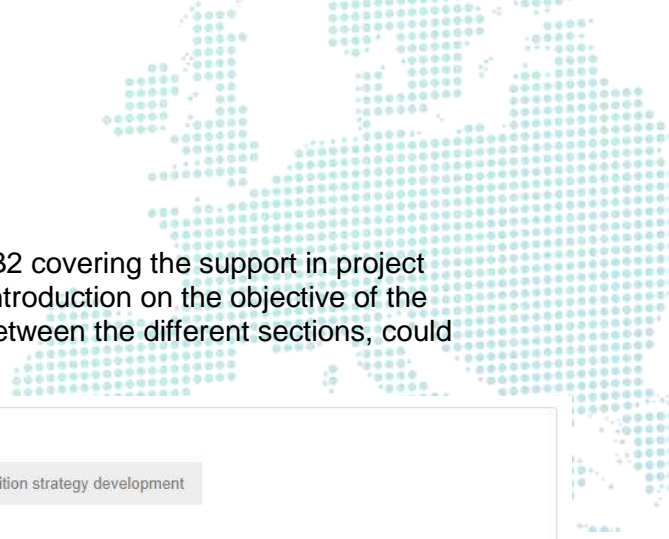 32 covering the support in project
ntroduction on the objective of the
etween the different sections, could
ition strategy development